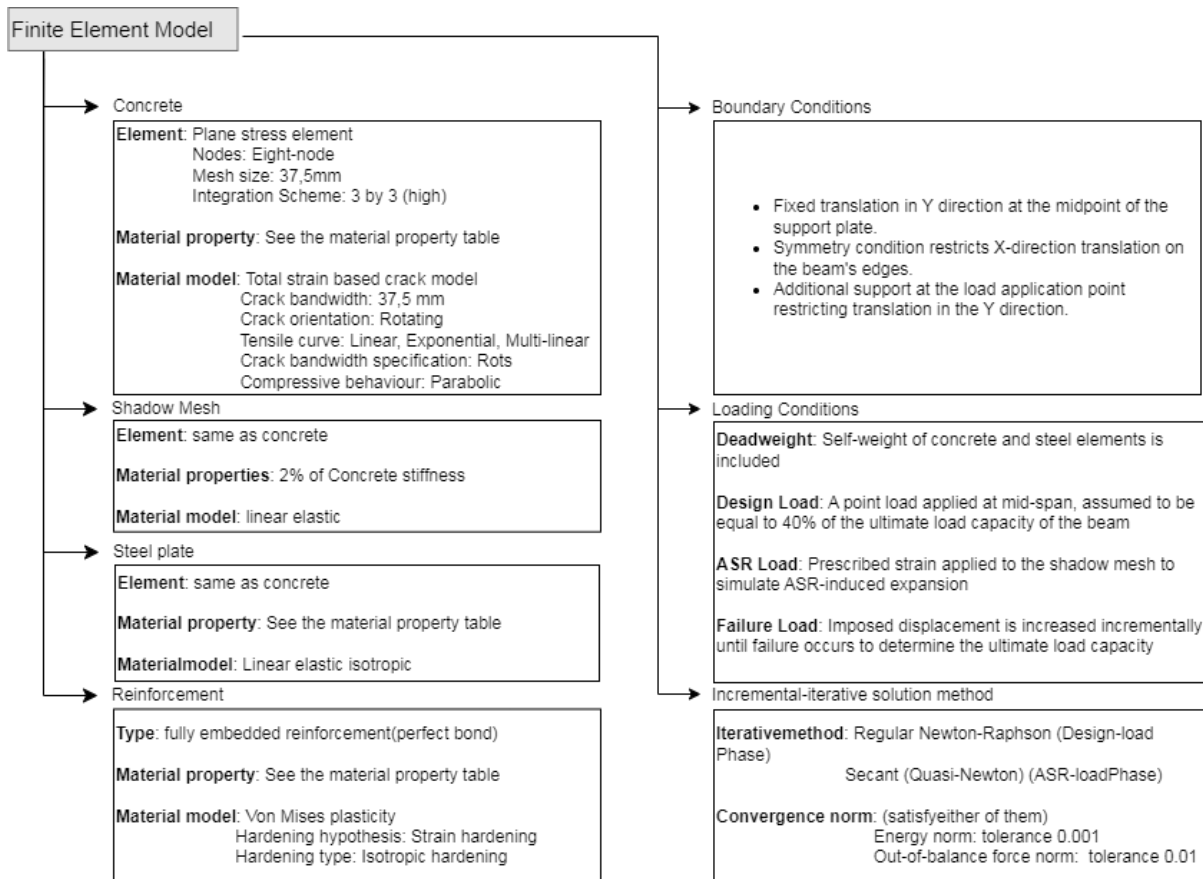 Finite Element Model
Concrete
Element: Plane stress element
Nodes: Eight-node
Mesh size: 37,5mm
Integration Scheme: 3 by 3 (high)
Material property: See the material property table
Material model: Total strain based crack model
Crack bandwidth: 37,5 mm
Crack orientation: Rotating
Tensile curve: Linear, Exponential, Multi-linear
Crack bandwidth specification: Rots
Compressive behaviour: Parabolic
Shadow Mesh
Element: same as concrete
Material properties: 2% of Concrete stiffness
Material model: linear elastic
Steel plate
Element: same as concrete
Material property: See the material property table
Materialmodel: Linear elastic isotropic
Reinforcement
Type: fully embedded reinforcement(perfect bond)
Material property: See the material property table
Material model: Von Mises plasticity
Hardening hypothesis: Strain hardening
Hardening type: Isotropic hardening
Boundary Conditions
• Fixed translation in Y direction at the midpoint of the
support plate.
• Symmetry condition restricts X-direction translation on
the beam's edges.
• Additional support at the load application point
restricting translation in the Y direction.
Loading Conditions
Deadweight: Self-weight of concrete and steel elements is
included
Design Load: A point load applied at mid-span, assumed to be
equal to 40% of the ultimate load capacity of the beam
ASR Load: Prescribed strain applied to the shadow mesh to
simulate ASR-induced expansion
Failure Load: Imposed displacement is increased incrementally
until failure occurs to determine the ultimate load capacity
Incremental-iterative solution method
Iterativemethod: Regular Newton-Raphson (Design-load
Phase)
Secant (Quasi-Newton) (ASR-loadPhase)
Convergence norm: (satisfyeither of them)
Energy norm: tolerance 0.001
Out-of-balance force norm: tolerance 0.01